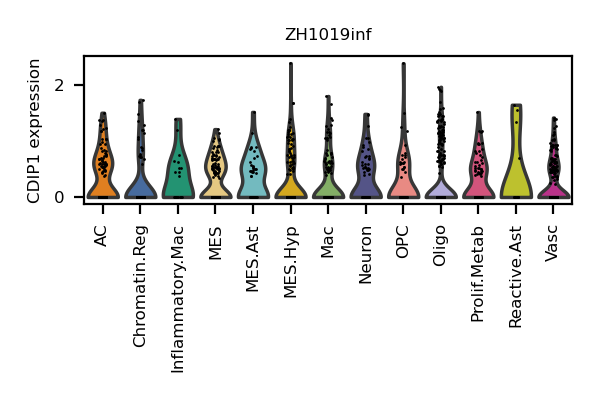 ZH1019inf
CDIP1 expression
2
0
AC
Chromatin.Reg
Inflammatory.Mac
MES
MES.Ast
MES.Hyp
Mac
Neuron
OPC
Oligo
Prolif.Metab
Reactive.Ast
Vasc